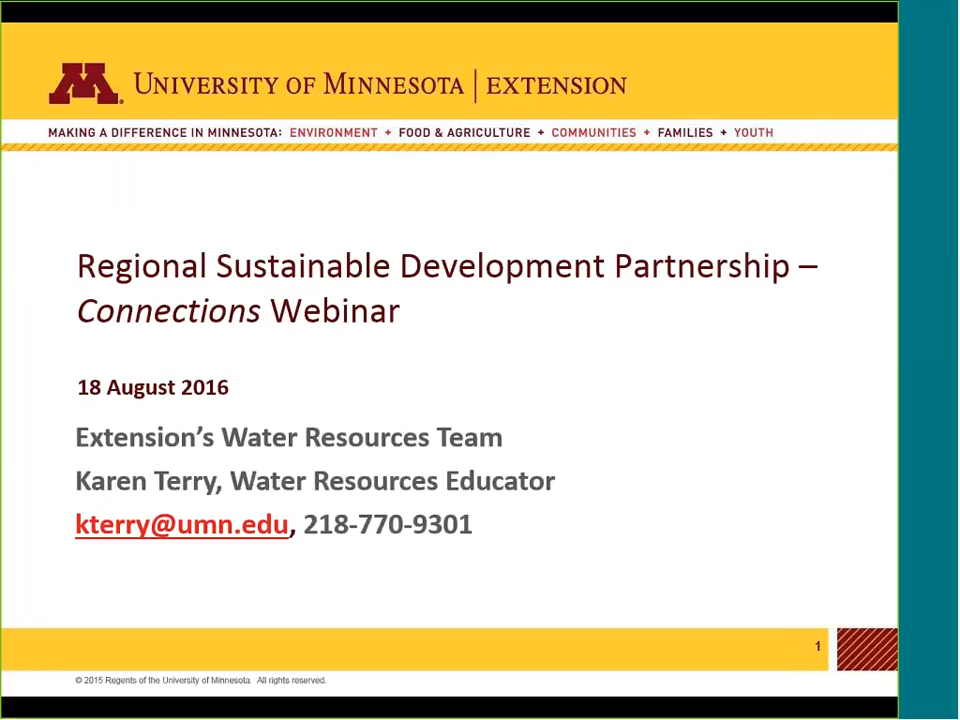 M
UNIVERSITY OF MINNESOTA | EXTENSION
MAKING A DIFFERENCE IN MINNESOTA: ENVIRONMENT + FOOD & AGRICULTURE + COMMUNITIES + FAMILIES + YOUTH
Regional Sustainable Development Partnership –
Connections Webinar
18 August 2016
Extension’s Water Resources Team
Karen Terry, Water Resources Educator
kterry@umn.edu, 218-770-9301
1
© 2015 Regents of the University of Minnesota. All rights reserved.